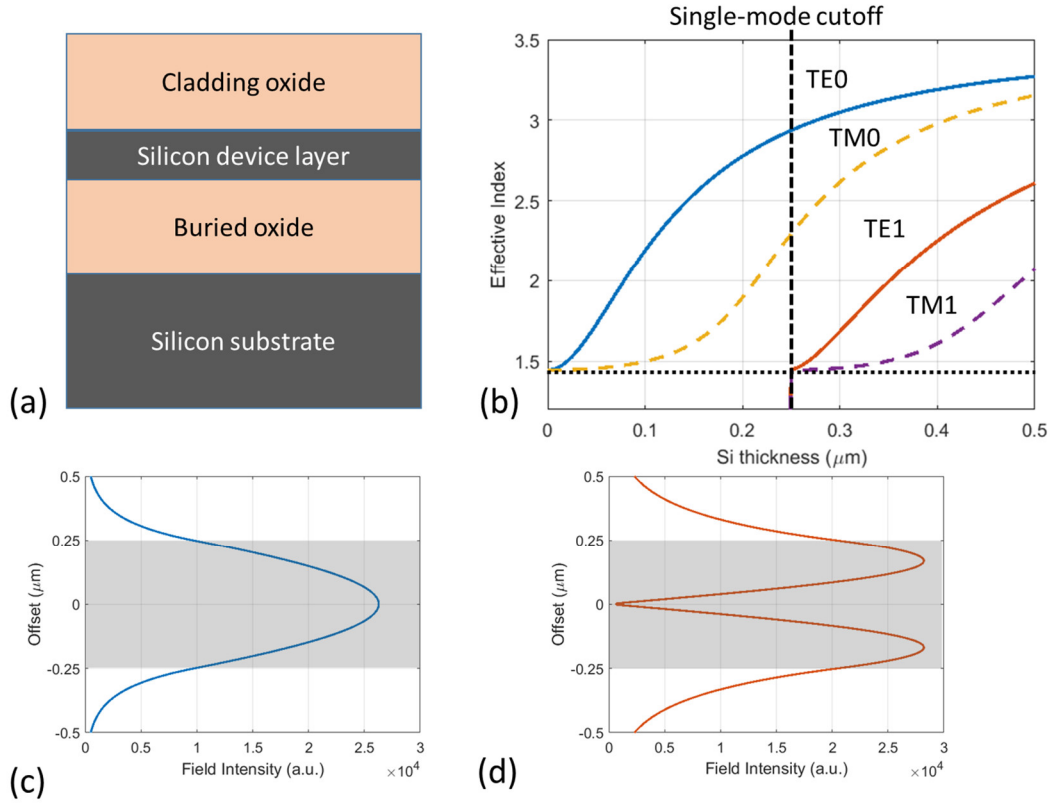 Cladding oxide
Silicon device layer
Buried oxide
Silicon substrate
(a)
Single-mode cutoff
3.5
3
2.5
2
1.5
Effective Index
TE0
TM0
TE1
TM1
0 0.1 0.2 0.3 0.4 0.5
Si thickness (μm)
(b)
0.5
0.25
0
-0.25
-0.5
Offset (μm)
0 0.5 1 1.5 2 2.5 3
Field Intensity (a.u.)
×10⁴
(c)
0.5
0.25
0
-0.25
-0.5
Offset (μm)
0 0.5 1 1.5 2 2.5 3
Field Intensity (a.u.)
×10⁴
(d)